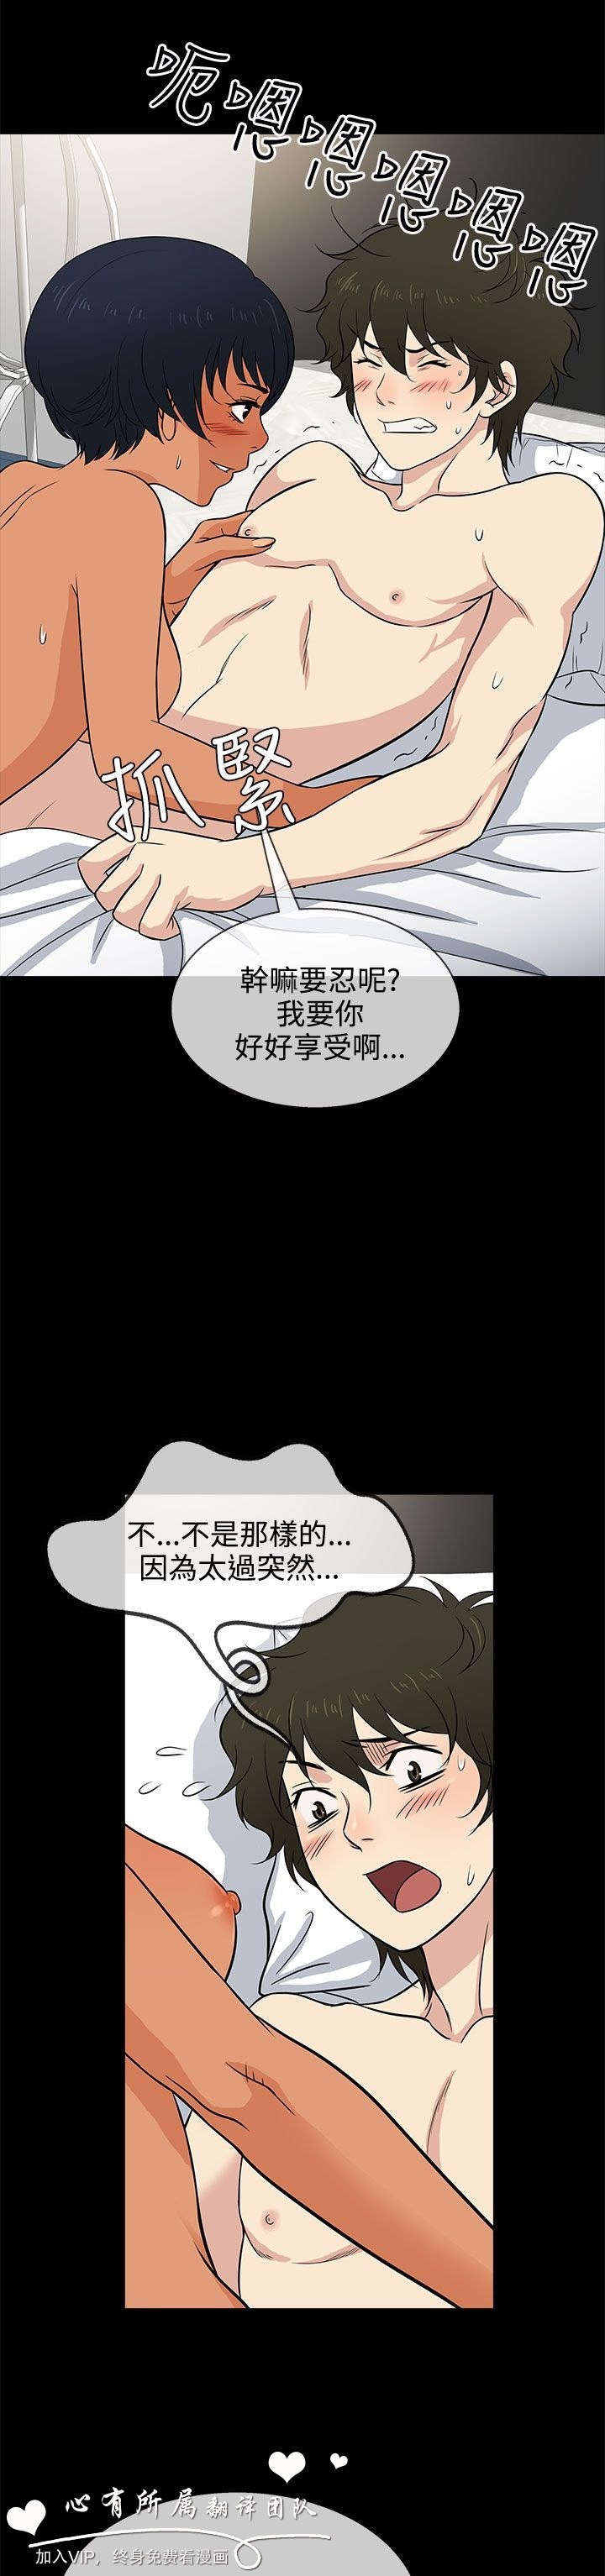 呃嗯嗯嗯嗯嗯
抓緊
幹嘛要忍呢?
我要你
好好享受啊...
不...不是那樣的...
因為太過突然...
心有所属翻译团队
加入VIP，终身免费看漫画